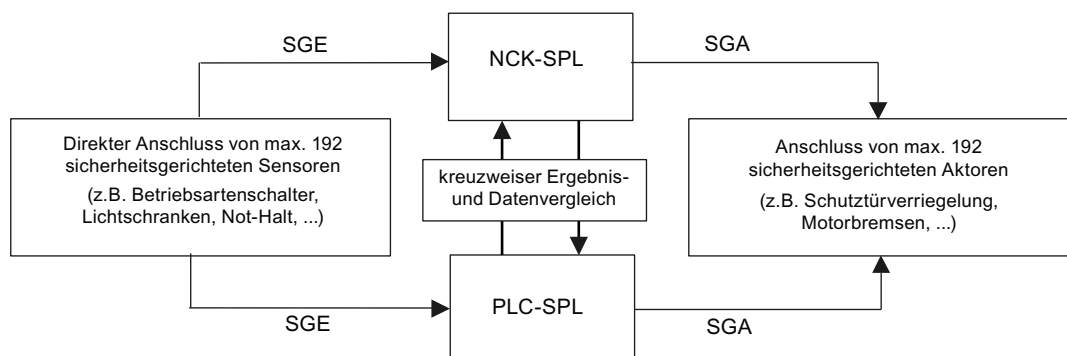 SGE
NCK-SPL
SGA
Direkter Anschluss von max. 192
sicherheitsgerichteten Sensoren
(z.B. Betriebsartenschalter,
Lichtschranken, Not-Halt, ...)
kreuzweiser Ergebnis-
und Datenvergleich
Anschluss von max. 192
sicherheitsgerichteten Aktoren
(z.B. Schutztürverriegelung,
Motorbremsen, ...)
SGE
PLC-SPL
SGA